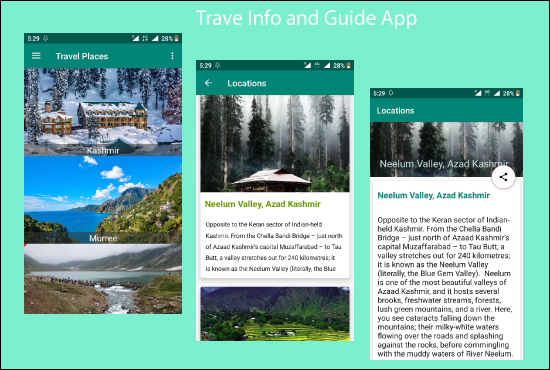 Trave Info and Guide App
5:29 28%
Travel Places
Kashmir
Murree
5:29 28%
Locations
Neelum Valley, Azad Kashmir
Opposite to the Keran sector of Indian-held
Kashmir. From the Chella Bandi
Bridge – just north of Azaad Kashmir's
capital Muzaffarabad – to Tau
Butt, a valley stretches out for 240 kilometres; it
is known as the Neelum Valley (literally, the Blue
5:29 28%
Locations
Neelum Valley, Azad Kashmir
Neelum Valley, Azad Kashmir
Opposite to the Keran sector of Indian-
held Kashmir. From the Chella Bandi
Bridge – just north of Azaad Kashmir's
capital Muzaffarabad – to Tau Butt, a
valley stretches out for 240 kilometres;
it is known as the Neelum Valley
(literally, the Blue Gem Valley). Neelum
is one of the most beautiful valleys of
Azaad Kashmir, and it hosts several
brooks, freshwater streams, forests,
lush green mountains, and a river. Here,
you see cataracts falling down the
mountains; their milky-white waters
flowing over the roads and splashing
against the rocks, before commingling
with the muddy waters of River Neelum.